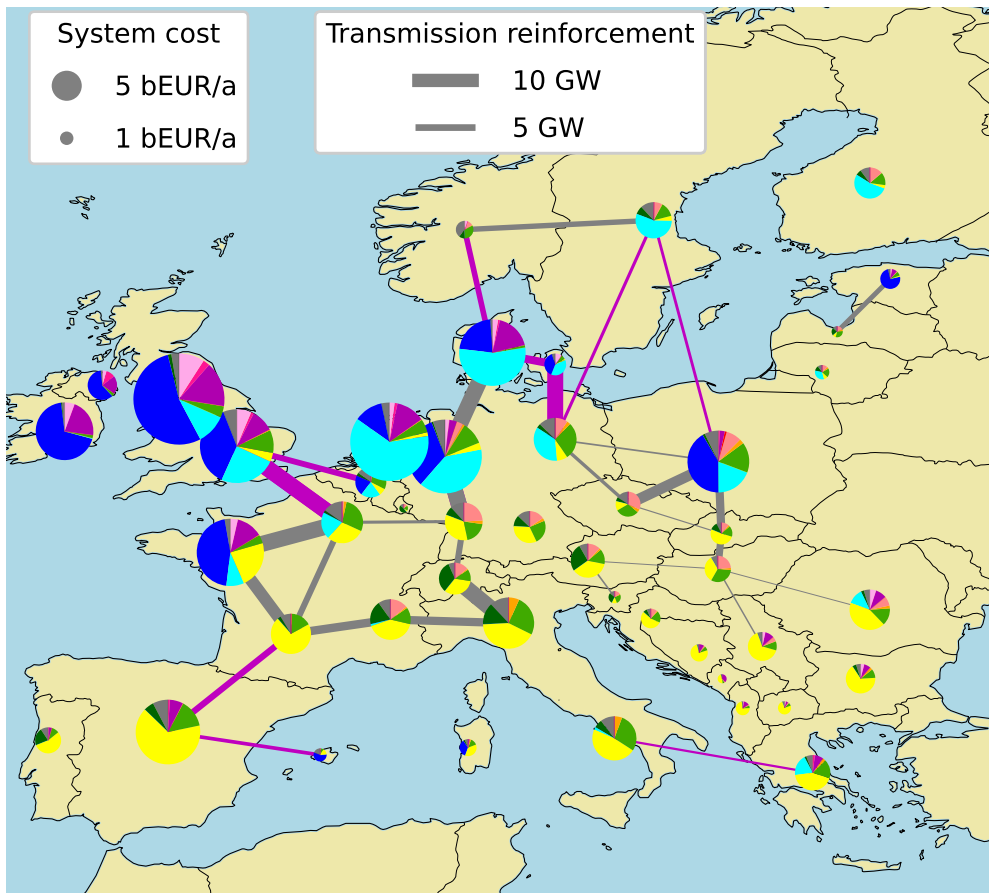 System cost
5 bEUR/a
1 bEUR/a
Transmission reinforcement
10 GW
5 GW